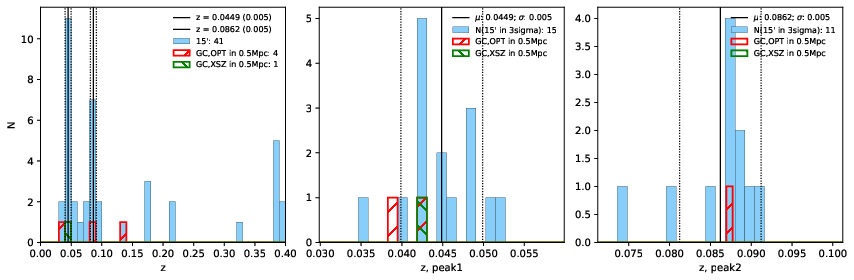 z = 0.0449 (0.005)
z = 0.0862 (0.005)
15': 41
GC,OPT in 0.5Mpc: 4
GC,XSZ in 0.5Mpc: 1
N
10
8
6
4
2
0
0.00 0.05 0.10 0.15 0.20 0.25 0.30 0.35 0.40
z
μ: 0.0449; σ: 0.005
N(15' in 3sigma): 15
GC,OPT in 0.5Mpc
GC,XSZ in 0.5Mpc
5
4
3
2
1
0
0.030 0.035 0.040 0.045 0.050 0.055
z, peak1
μ: 0.0862; σ: 0.005
N(15' in 3sigma): 11
GC,OPT in 0.5Mpc
GC,XSZ in 0.5Mpc
4.0
3.5
3.0
2.5
2.0
1.5
1.0
0.5
0.0
0.075 0.080 0.085 0.090 0.095 0.100
z, peak2